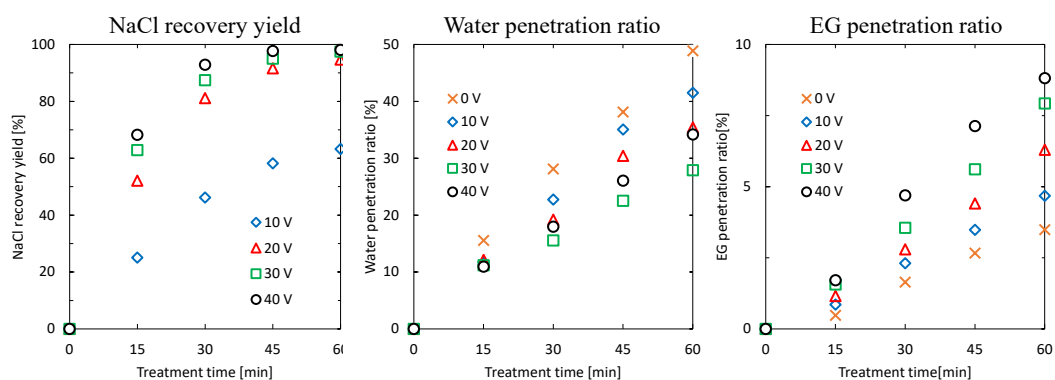 NaCl recovery yield
NaCl recovery yield [%]
100
80
60
40
20
0
10 V
20 V
30 V
40 V
0 15 30 45 60
Treatment time [min]
Water penetration ratio
Water penetration ratio [%]
50
40
30
20
10
0
0 V
10 V
20 V
30 V
40 V
0 15 30 45 60
Treatment time [min]
EG penetration ratio
EG penetration ratio[%]
10
5
0
0 V
10 V
20 V
30 V
40 V
0 15 30 45 60
Treatment time[min]